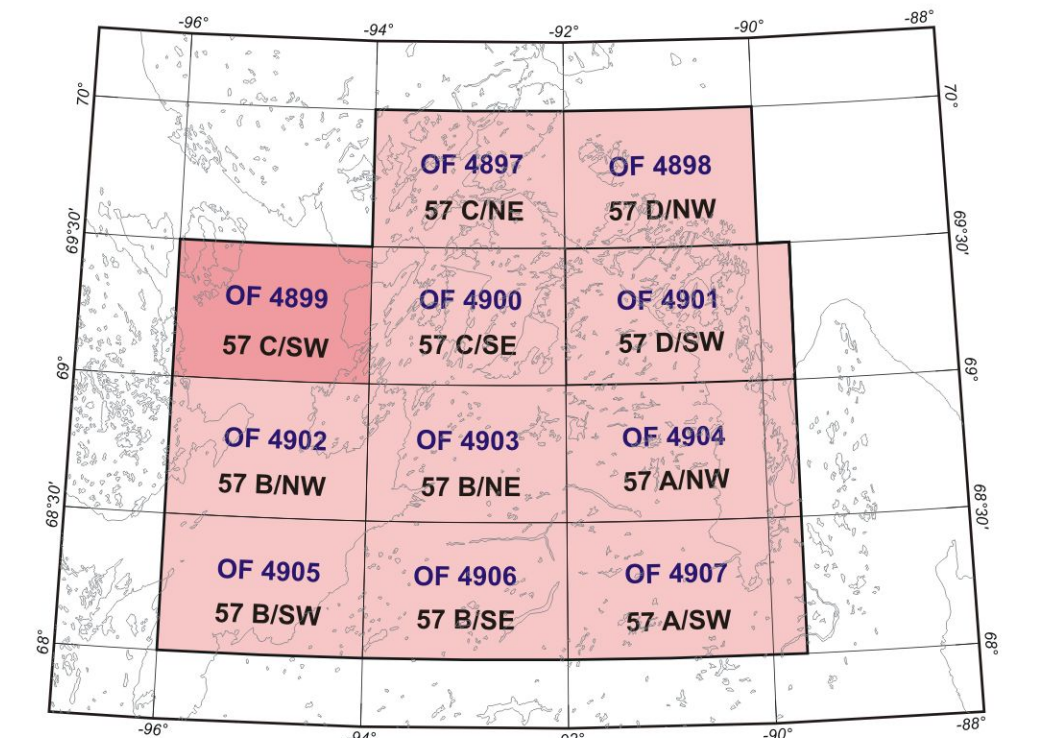 -96°
-94°
-92°
-90°
-88°
70°
70°
OF 4897
57 C/NE
OF 4898
57 D/NW
69°30'
69°30'
OF 4899
57 C/SW
OF 4900
57 C/SE
OF 4901
57 D/SW
69°
69°
OF 4902
57 B/NW
OF 4903
57 B/NE
OF 4904
57 A/NW
68°30'
68°30'
OF 4905
57 B/SW
OF 4906
57 B/SE
OF 4907
57 A/SW
68°
68°
-96°
-94°
-92°
-90°
-88°